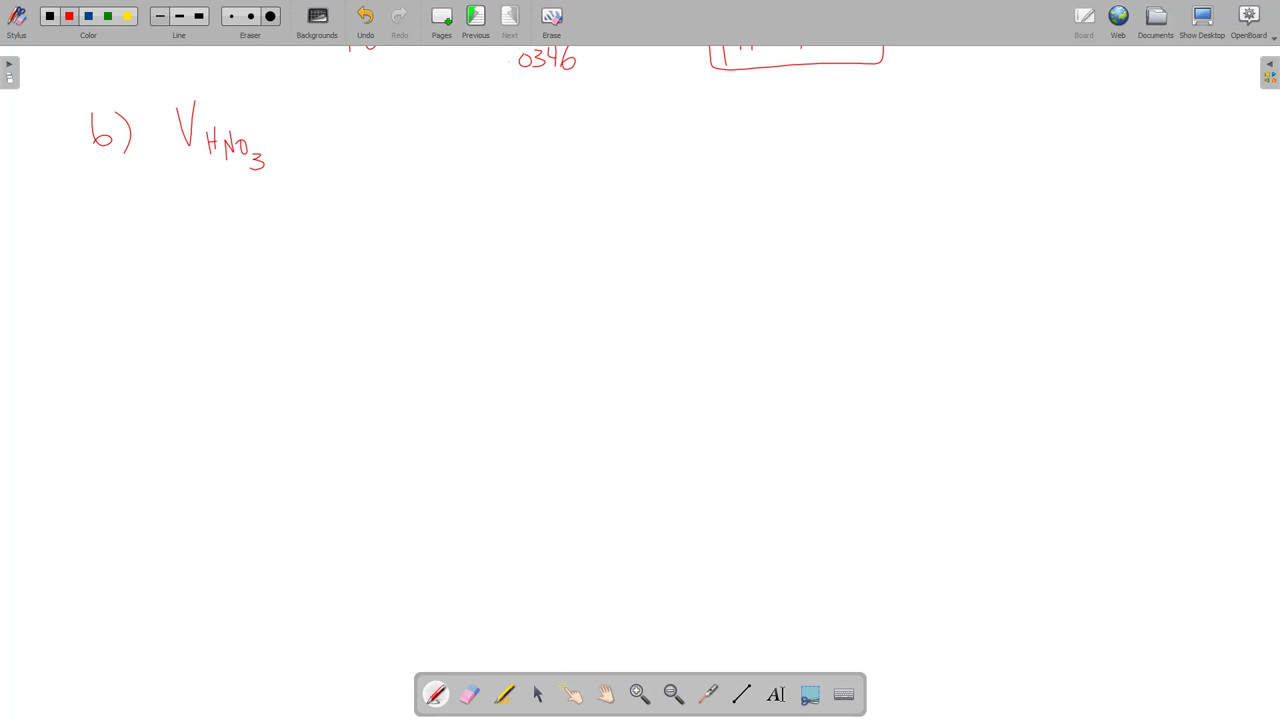 Stylus
Color
Line
Eraser
Backgrounds
Undo
Redo
Pages
Previous
Next
Erase
Board
Web
Documents
Show Desktop
OpenBoard
.0346
b) V HNO3
AI